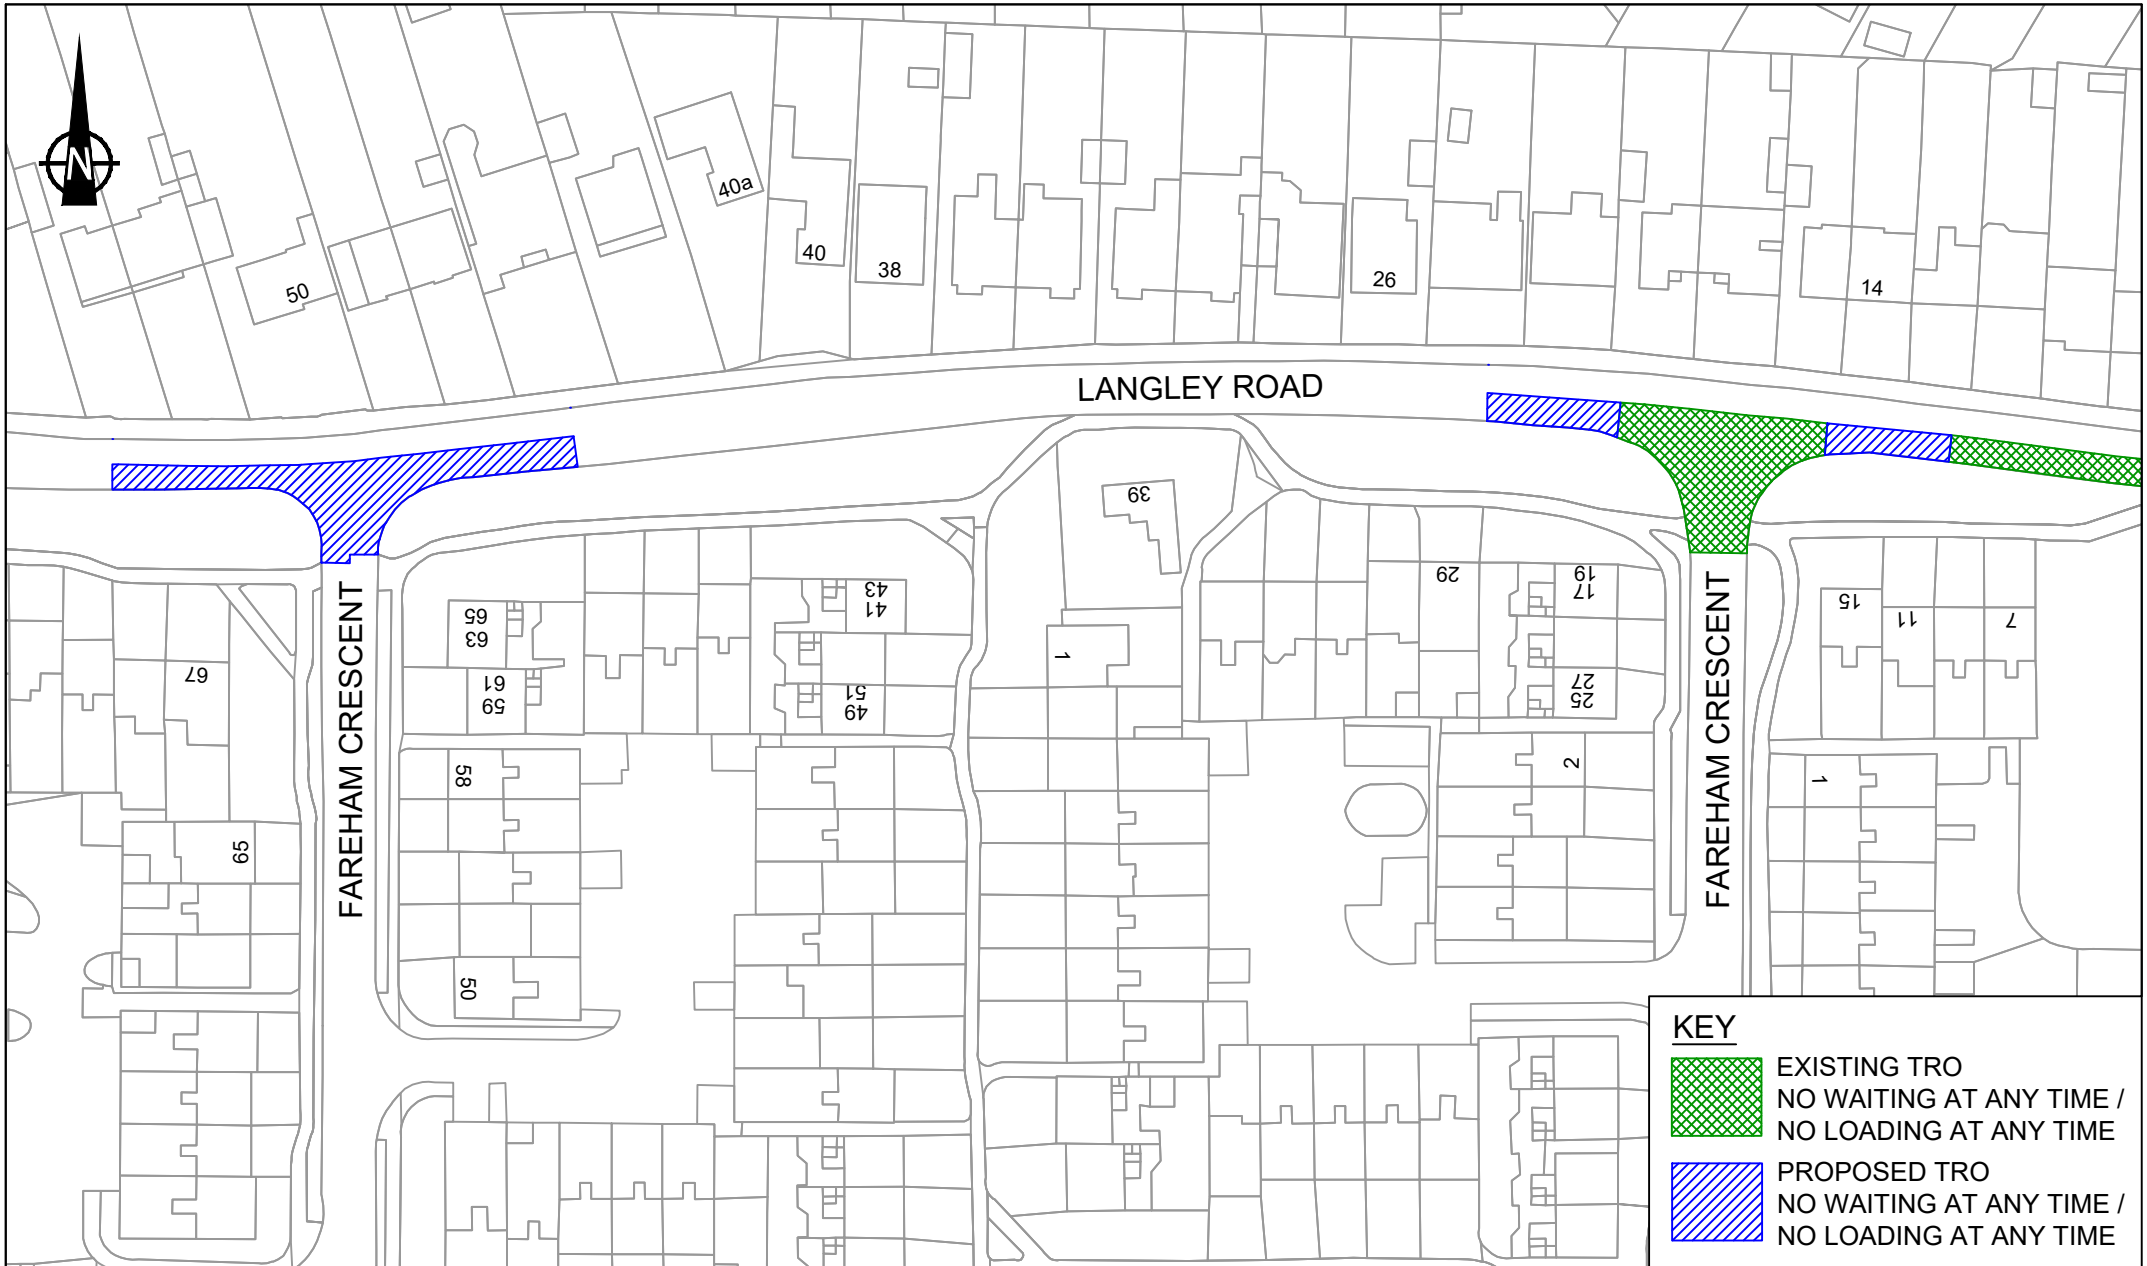 N
50
40a
40
38
26
14
LANGLEY ROAD
39
29
19
17
43
41
65
63
61
59
51
49
27
25
15
11
7
67
1
2
1
58
65
50
FAREHAM CRESCENT
FAREHAM CRESCENT
KEY
EXISTING TRO
NO WAITING AT ANY TIME /
NO LOADING AT ANY TIME
PROPOSED TRO
NO WAITING AT ANY TIME /
NO LOADING AT ANY TIME